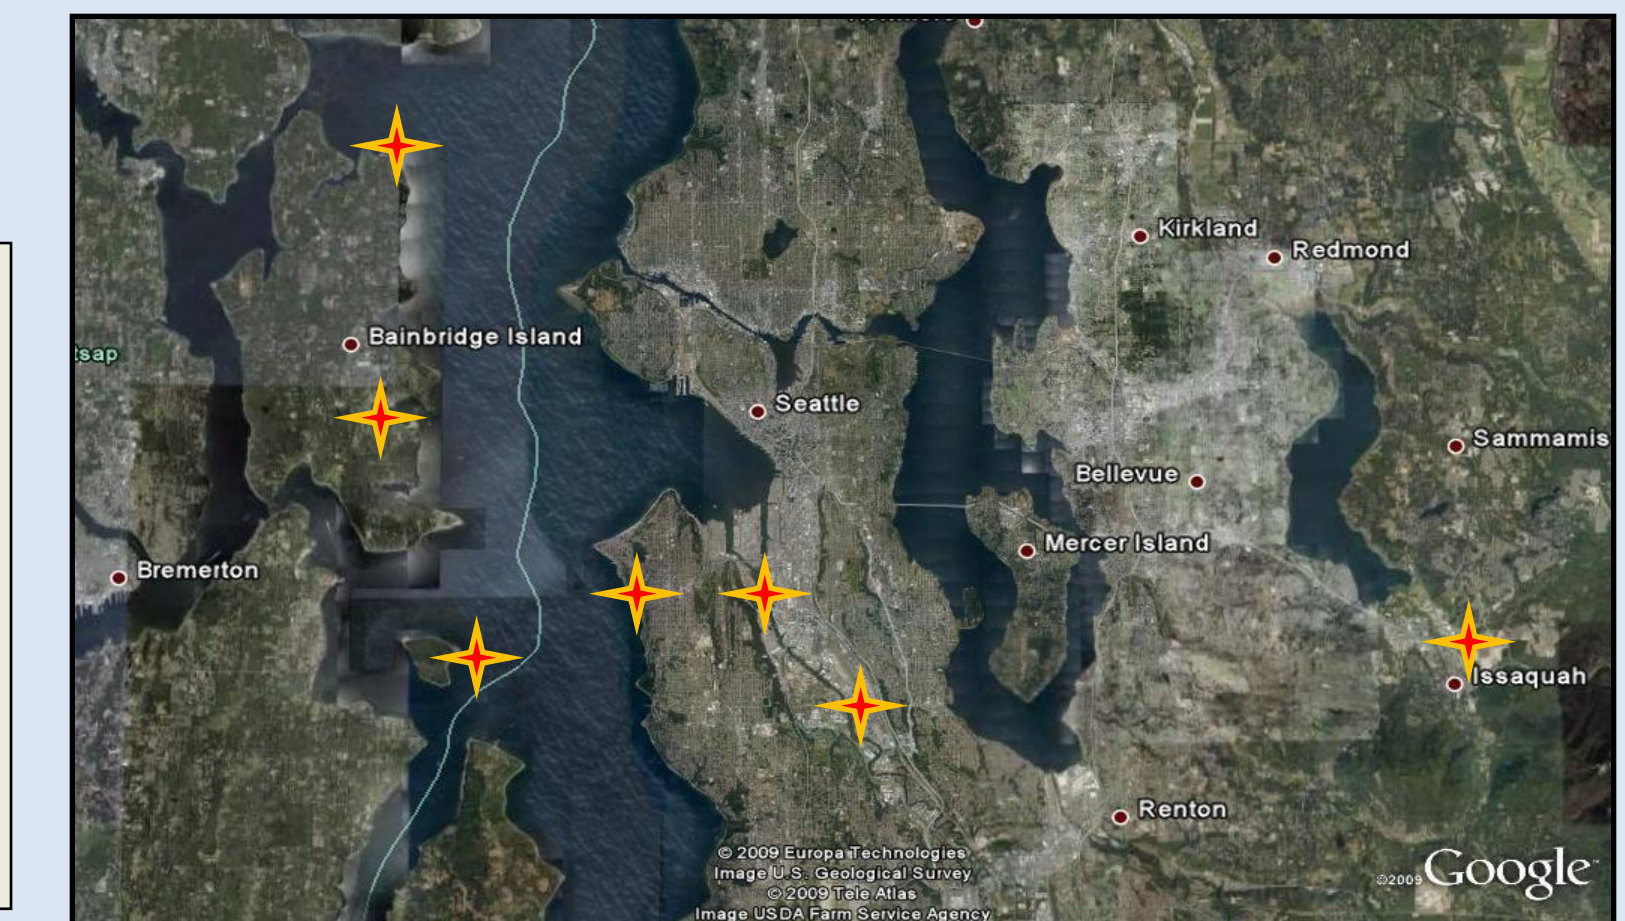 Kirkland
Redmond
Bainbridge Island
tsap
Seattle
Sammamis
Bellevue
Mercer Island
Bremerton
Issaquah
Renton
© 2009 Europa Technologies
Image U.S. Geological Survey
© 2009 Tele Atlas
Image USDA Farm Service Agency
©2009 Google™